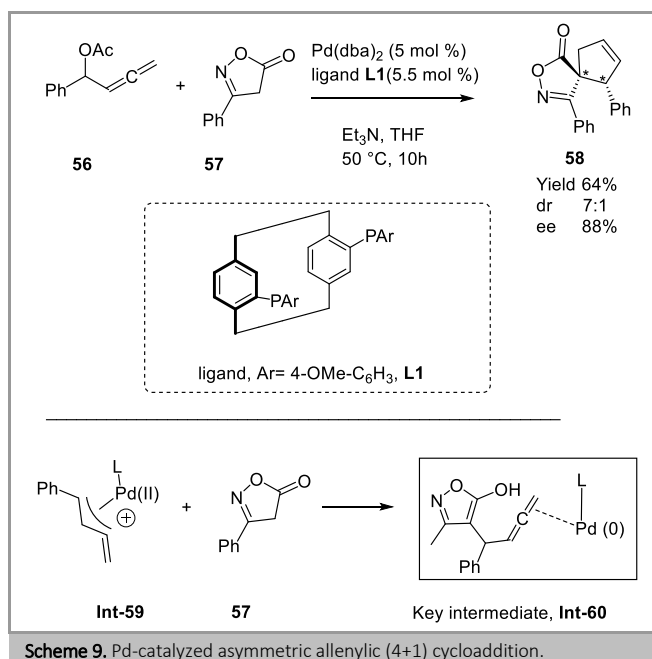 OAc
Ph
+
N
O
O
Ph
Pd(dba)₂ (5 mol %)
ligand L1(5.5 mol %)
Et₃N, THF
50 °C, 10h
O
O
N
*
*
Ph
Ph
56
57
58
Yield 64%
dr 7:1
ee 88%
PAr
PAr
ligand, Ar= 4-OMe-C₆H₃, L1
L
Ph
Pd(II)
+
+
N
O
O
Ph
N
O
OH
Ph
L
Pd (0)
Int-59
57
Key intermediate, Int-60
Scheme 9. Pd-catalyzed asymmetric allenylic (4+1) cycloaddition.